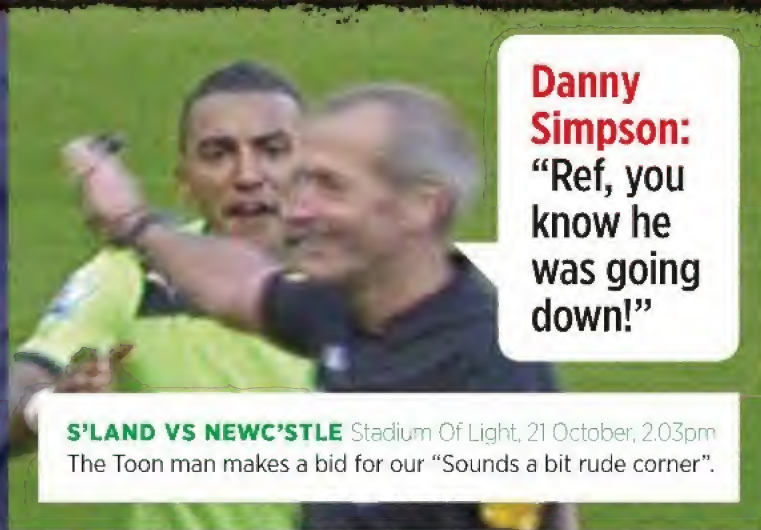 Danny
Simpson:
“Ref, you
know he
was going
down!”
S’LAND VS NEWC’STLE Stadium Of Light, 21 October, 2.03pm
The Toon man makes a bid for our “Sounds a bit rude corner”.